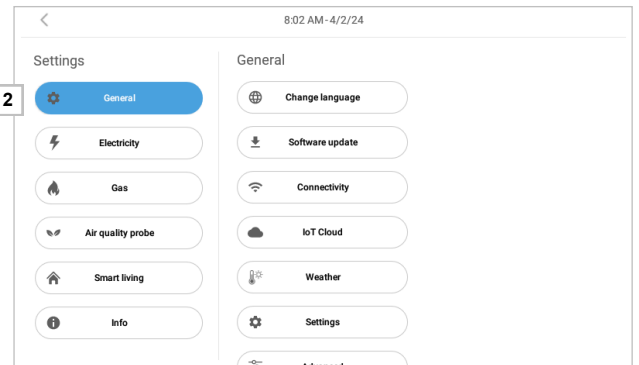 8:02 AM-4/2/24
Settings
General
2
General
Electricity
Gas
Air quality probe
Smart living
Info
Change language
Software update
Connectivity
IoT Cloud
Weather
Settings